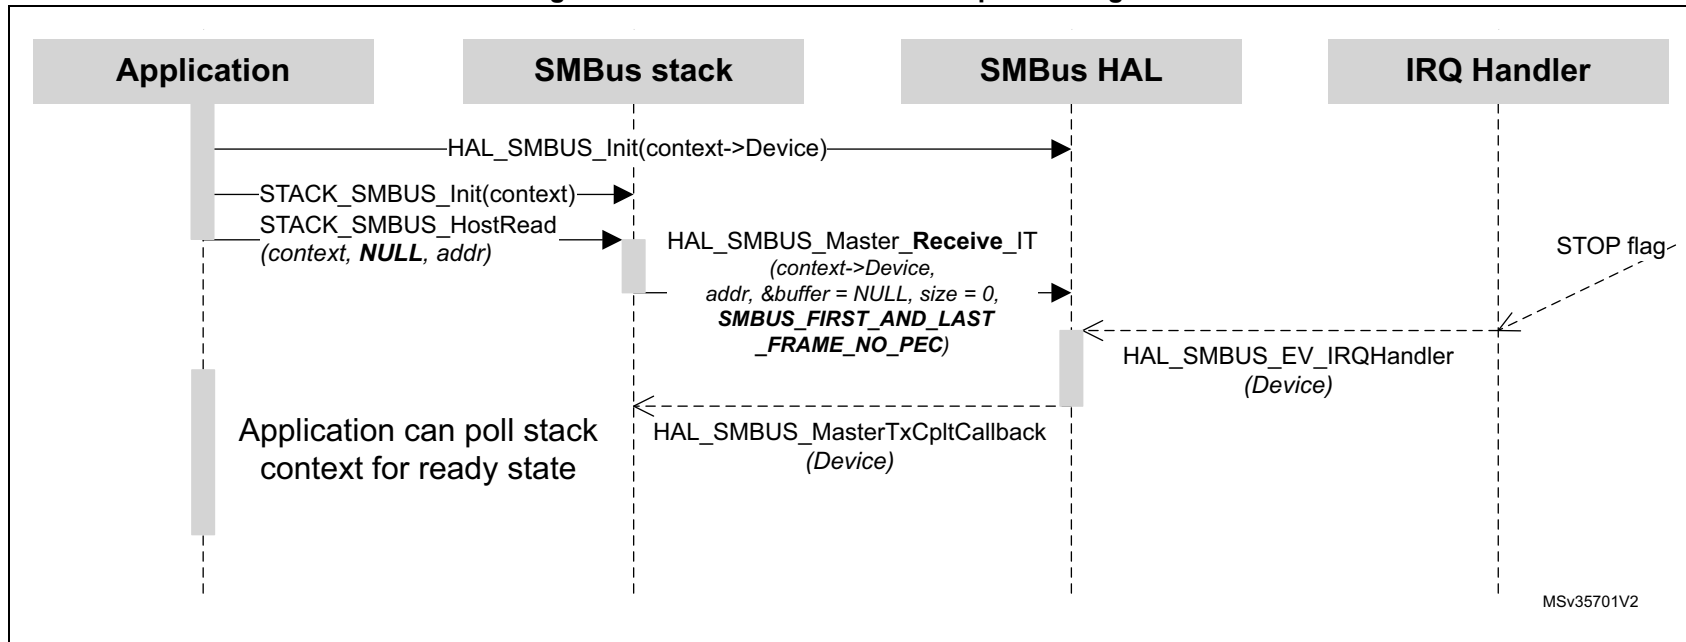 Application
SMBus stack
SMBus HAL
IRQ Handler
HAL_SMBUS_Init(context->Device)
STACK_SMBUS_Init(context)
STACK_SMBUS_HostRead
(context, NULL, addr)
HAL_SMBUS_Master_Receive_IT
(context->Device,
addr, &buffer = NULL, size = 0,
SMBUS_FIRST_AND_LAST
_FRAME_NO_PEC)
STOP flag
HAL_SMBUS_EV_IRQHandler
(Device)
HAL_SMBUS_MasterTxCpltCallback
(Device)
Application can poll stack
context for ready state
MSv35701V2